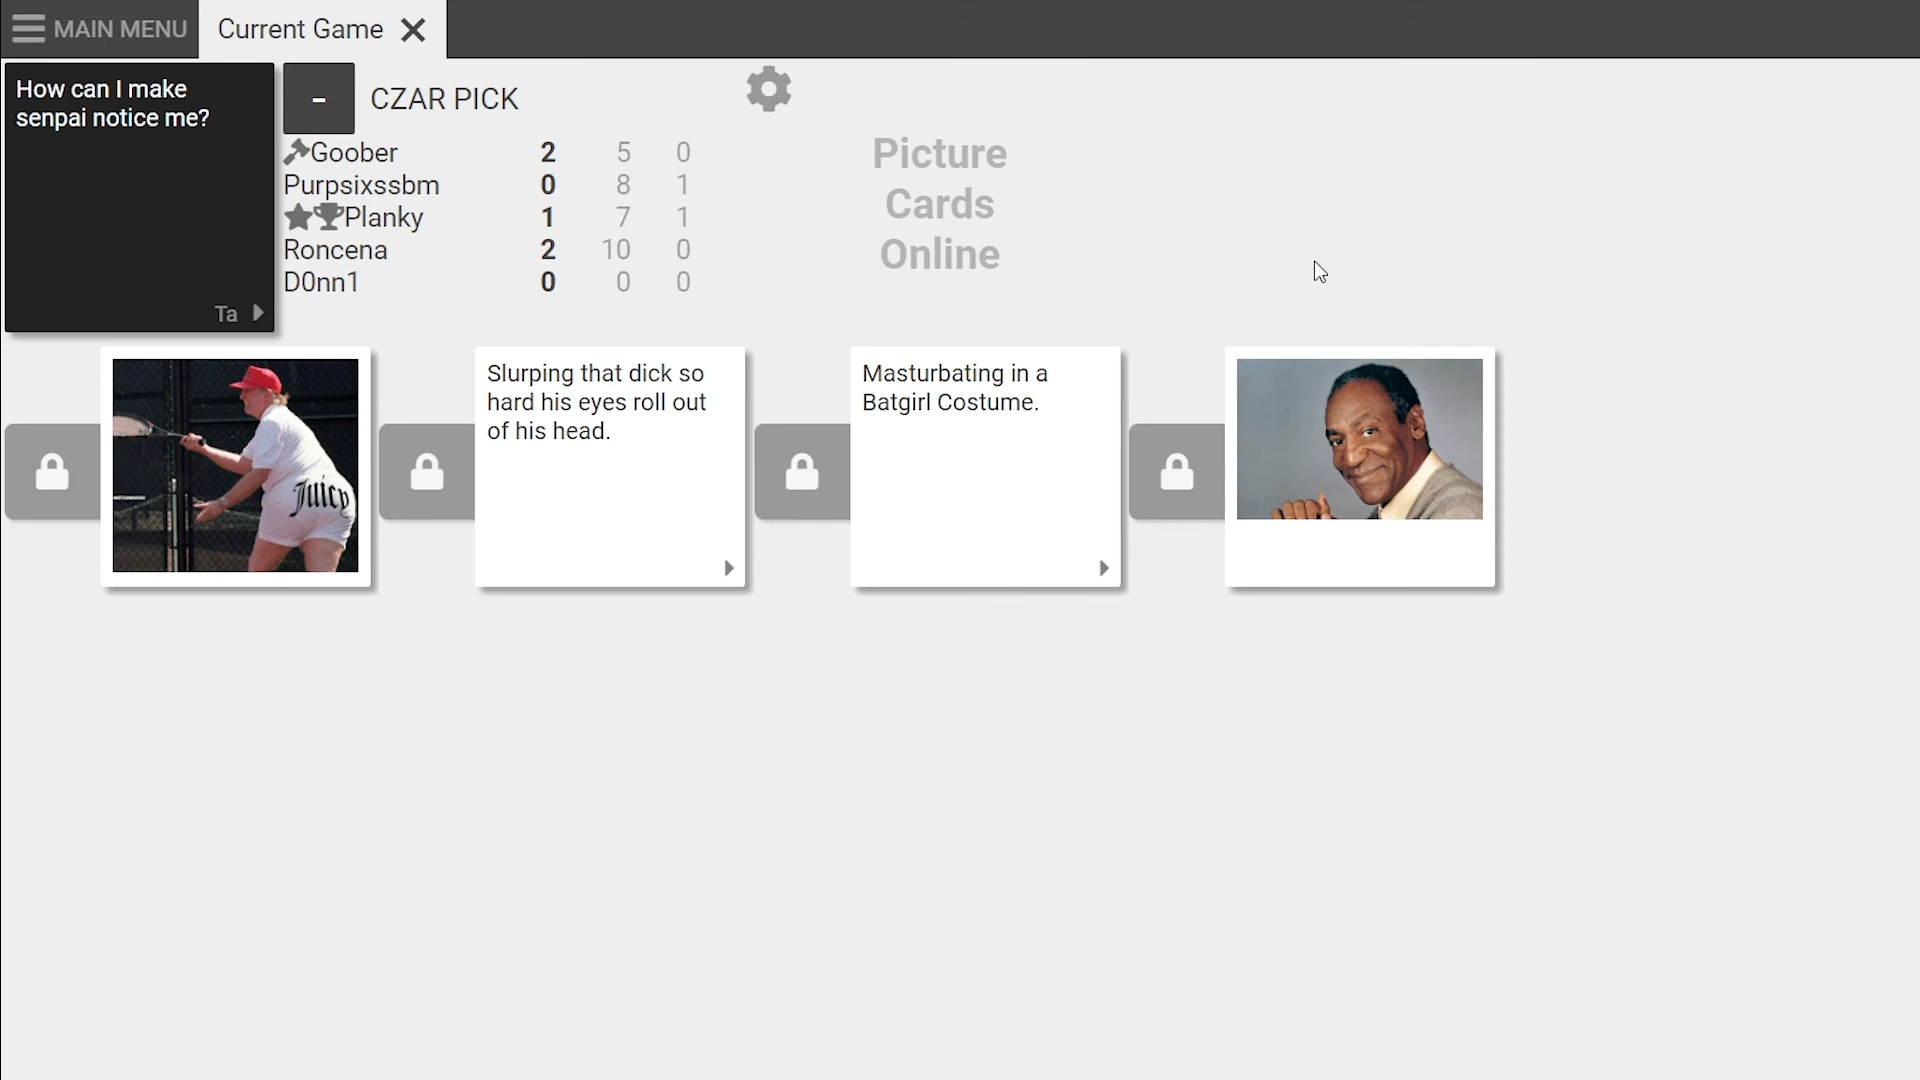 MAIN MENU
Current Game
How can I make
senpai notice me?
Ta
-
CZAR PICK
Goober 2 5 0
Purpsixssbm 0 8 1
Planky 1 7 1
Roncena 2 10 0
D0nn1 0 0 0
Picture
Cards
Online
Juicy
Slurping that dick so
hard his eyes roll out
of his head.
Masturbating in a
Batgirl Costume.